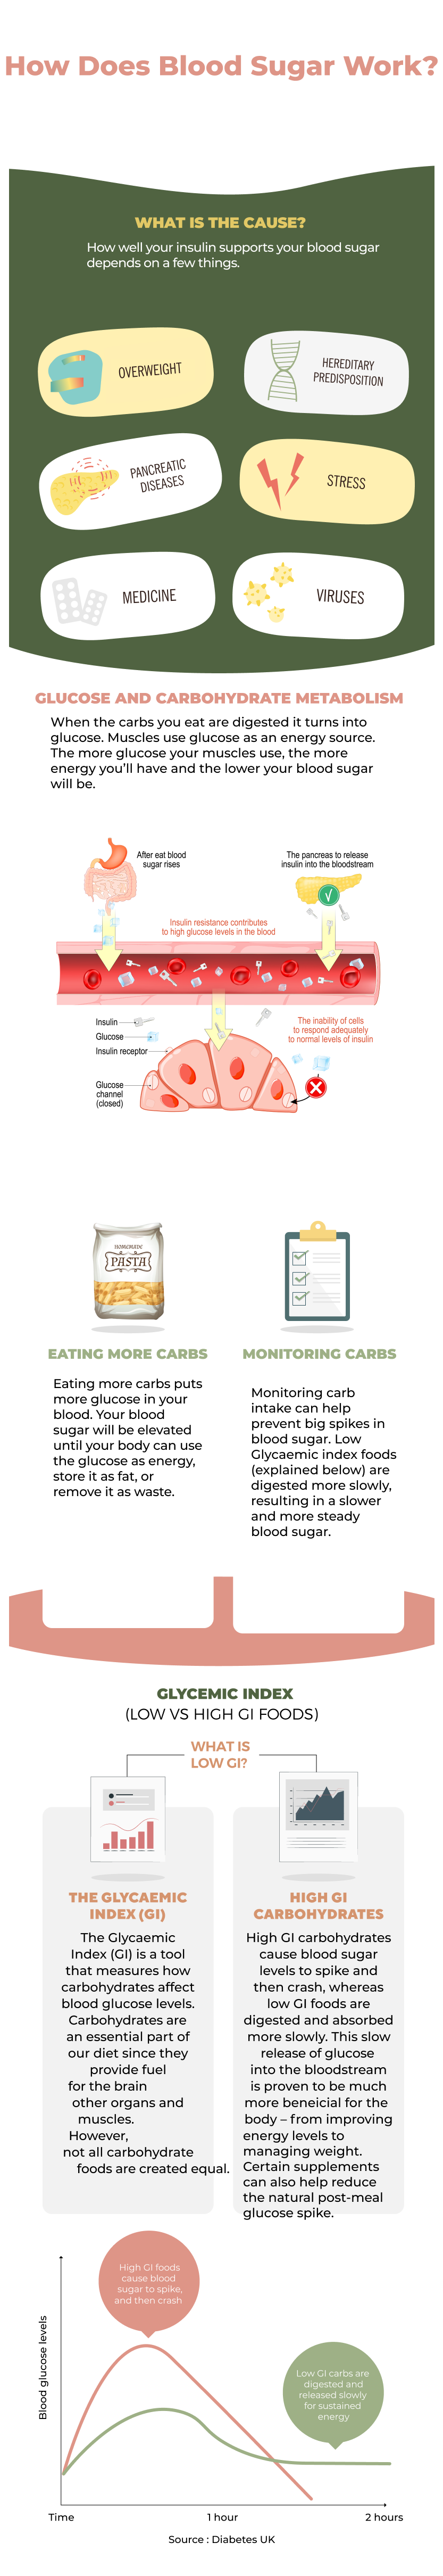 How Does Blood Sugar Work?
WHAT IS THE CAUSE?
How well your insulin supports your blood sugar
depends on a few things.
OVERWEIGHT
HEREDITARY
PREDISPOSITION
PANCREATIC
DISEASES
STRESS
MEDICINE
VIRUSES
GLUCOSE AND CARBOHYDRATE METABOLISM
When the carbs you eat are digested it turns into
glucose. Muscles use glucose as an energy source.
The more glucose your muscles use, the more
energy you'll have and the lower your blood sugar
will be.
After eat blood
sugar rises
The pancreas to release
insulin into the bloodstream
Insulin resistance contributes
to high glucose levels in the blood
Insulin
Glucose
Insulin receptor
Glucose
channel
(closed)
The inability of cells
to respond adequately
to normal levels of insulin
HOMEMADE
PASTA
EATING MORE CARBS
Eating more carbs puts
more glucose in your
blood. Your blood
sugar will be elevated
until your body can use
the glucose as energy,
store it as fat, or
remove it as waste.
MONITORING CARBS
Monitoring carb
intake can help
prevent big spikes in
blood sugar. Low
Glycaemic index foods
(explained below) are
digested more slowly,
resulting in a slower
and more steady
blood sugar.
GLYCEMIC INDEX
(LOW VS HIGH GI FOODS)
WHAT IS
LOW GI?
THE GLYCAEMIC
INDEX (GI)
The Glycaemic
Index (GI) is a tool
that measures how
carbohydrates affect
blood glucose levels.
Carbohydrates are
an essential part of
our diet since they
provide fuel
for the brain
other organs and
muscles.
However,
not all carbohydrate
foods are created equal.
HIGH GI
CARBOHYDRATES
High GI carbohydrates
cause blood sugar
levels to spike and
then crash, whereas
low GI foods are
digested and absorbed
more slowly. This slow
release of glucose
into the bloodstream
is proven to be much
more beneicial for the
body – from improving
energy levels to
managing weight.
Certain supplements
can also help reduce
the natural post-meal
glucose spike.
High GI foods
cause blood
sugar to spike,
and then crash
Low GI carbs are
digested and
released slowly
for sustained
energy
Blood glucose levels
Time
1 hour
2 hours
Source : Diabetes UK